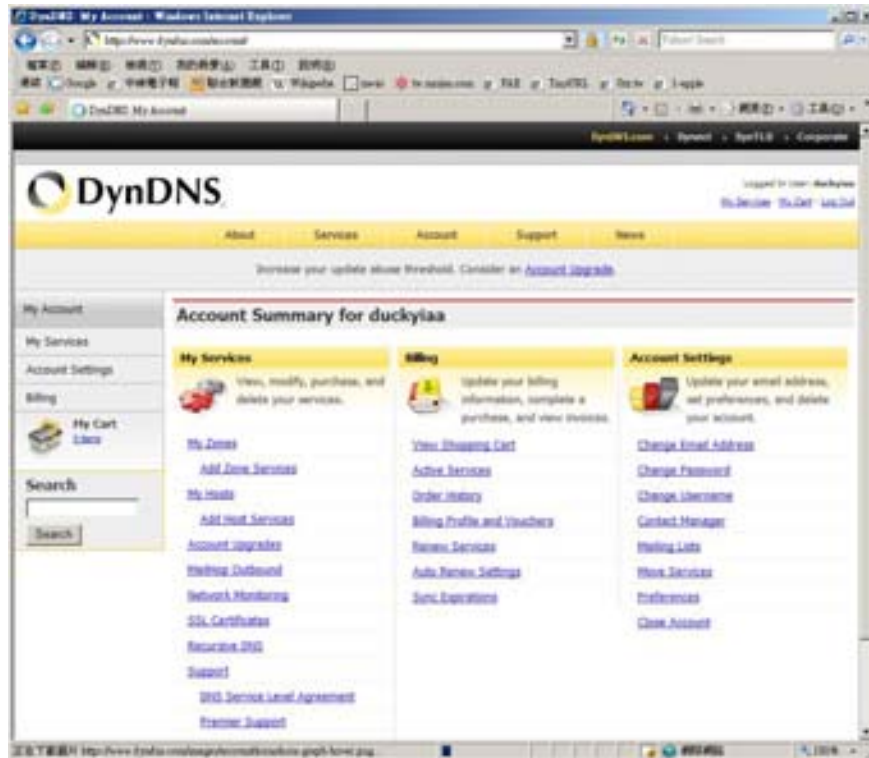 DynDNS: My Account - Windows Internet Explorer
DynDNS: My Account
DynDNS.com Dynect DynTLD Corporate
DynDNS
Logged In User: duckyiaa
My Services My Cart Log Out
About Services Account Support News
Increase your update abuse threshold. Consider an Account Upgrade.
My Account
My Services
Account Settings
Billing
My Cart
Search
Search
Account Summary for duckyiaa
My Services
View, modify, purchase, and
delete your services.
My Zones
Add Zone Services
My Hosts
Add Host Services
Account Upgrades
MailHop Outbound
Network Monitoring
SSL Certificates
Recursive DNS
Support
DNS Service Level Agreement
Premier Support
Billing
Update your billing
information, complete a
purchase, and view invoices.
View Shopping Cart
Active Services
Order History
Billing Profile and Vouchers
Renew Services
Auto Renew Settings
Sync Expirations
Account Settings
Update your email address,
set preferences, and delete
your account.
Change Email Address
Change Password
Change Username
Contact Manager
Mailing Lists
Move Services
Preferences
Close Account
100%